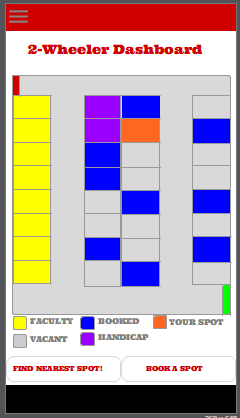 2-Wheeler Dashboard
FACULTY BOOKED YOUR SPOT
VACANT HANDICAP
FIND NEAREST SPOT! BOOK A SPOT